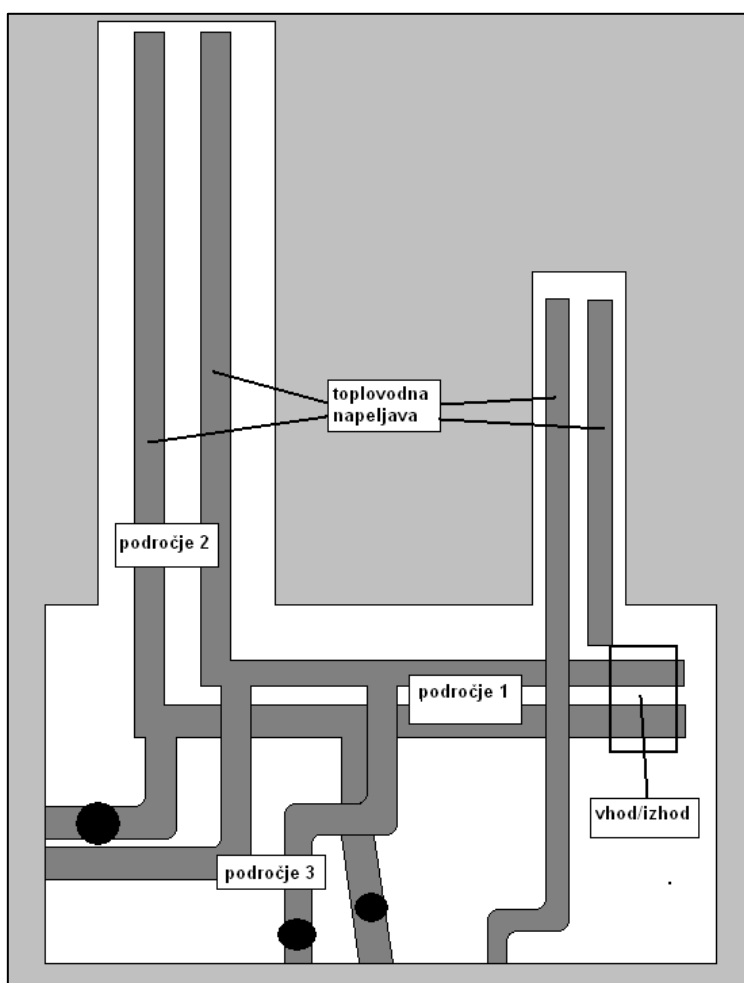 toplovodna
napeljava
področje 2
področje 1
vhod/izhod
področje 3